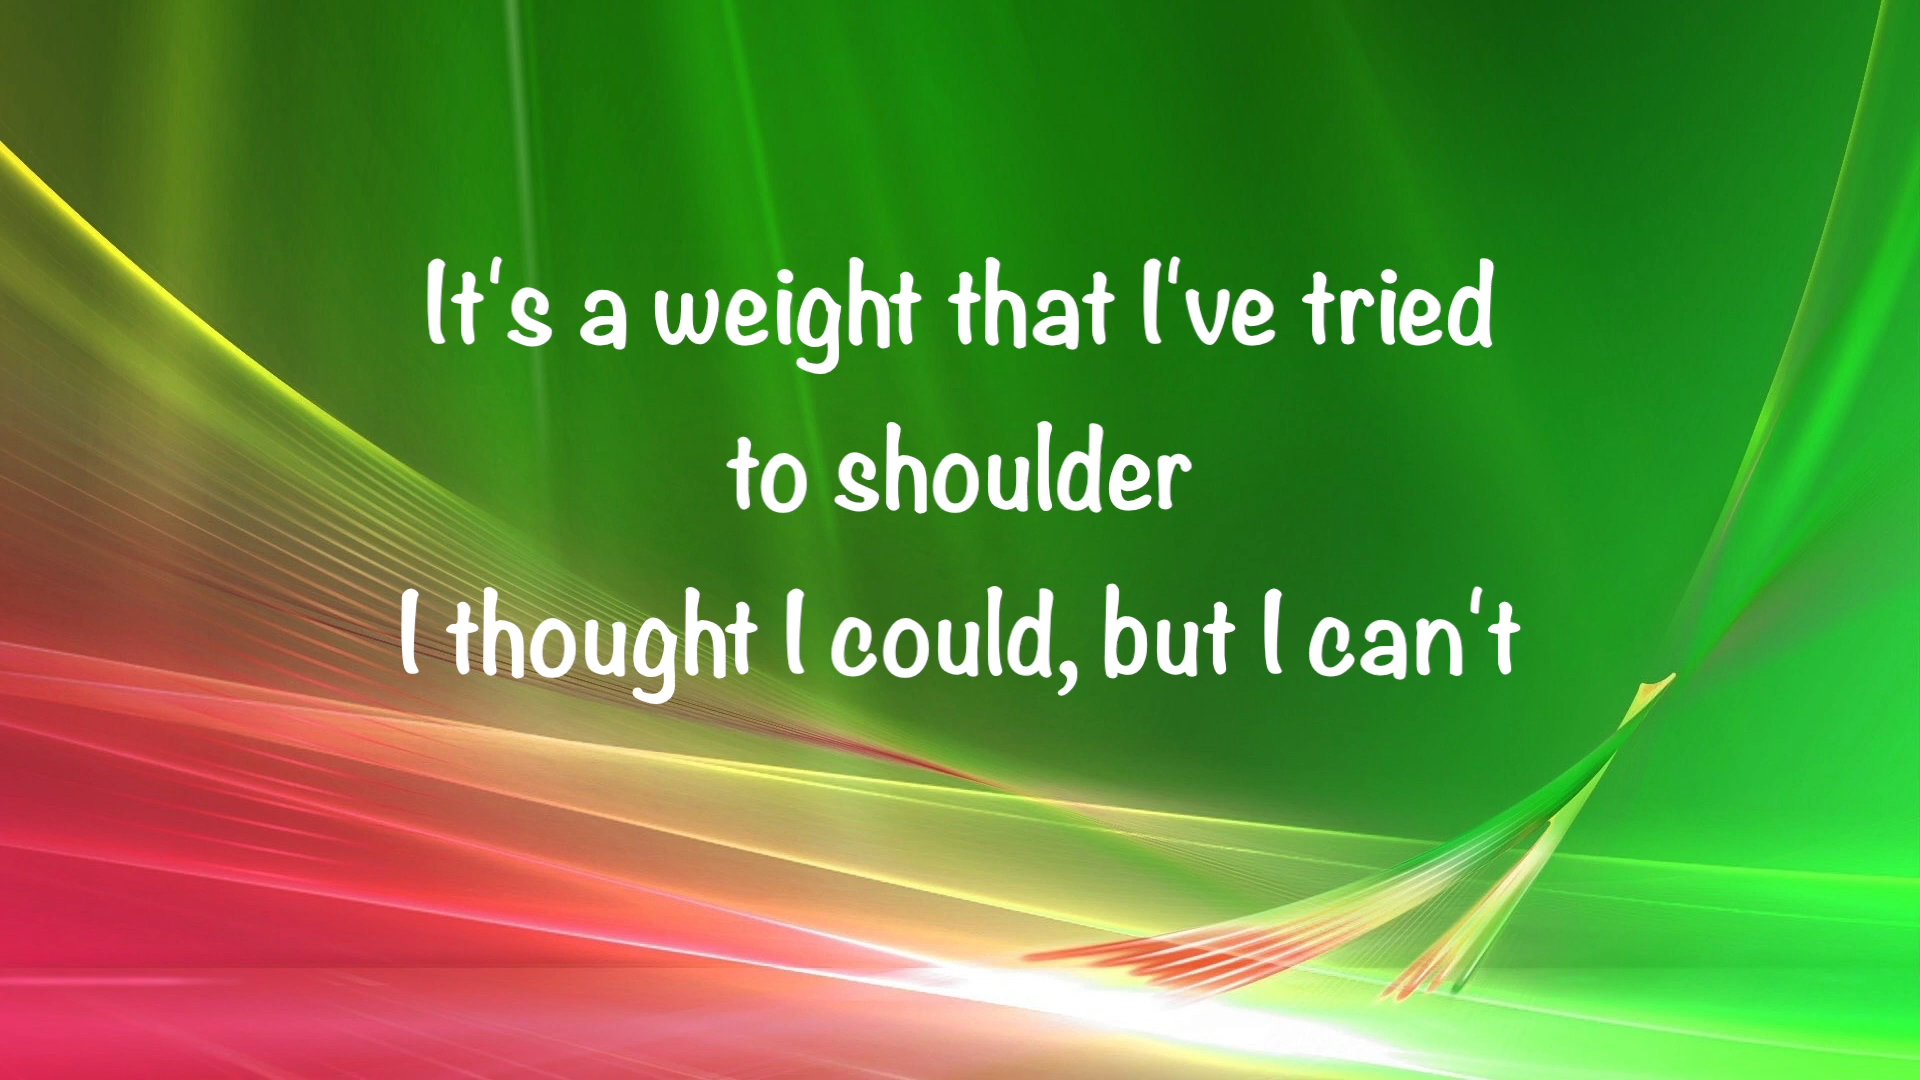 It's a weight that I've tried
to shoulder
I thought I could, but I can't